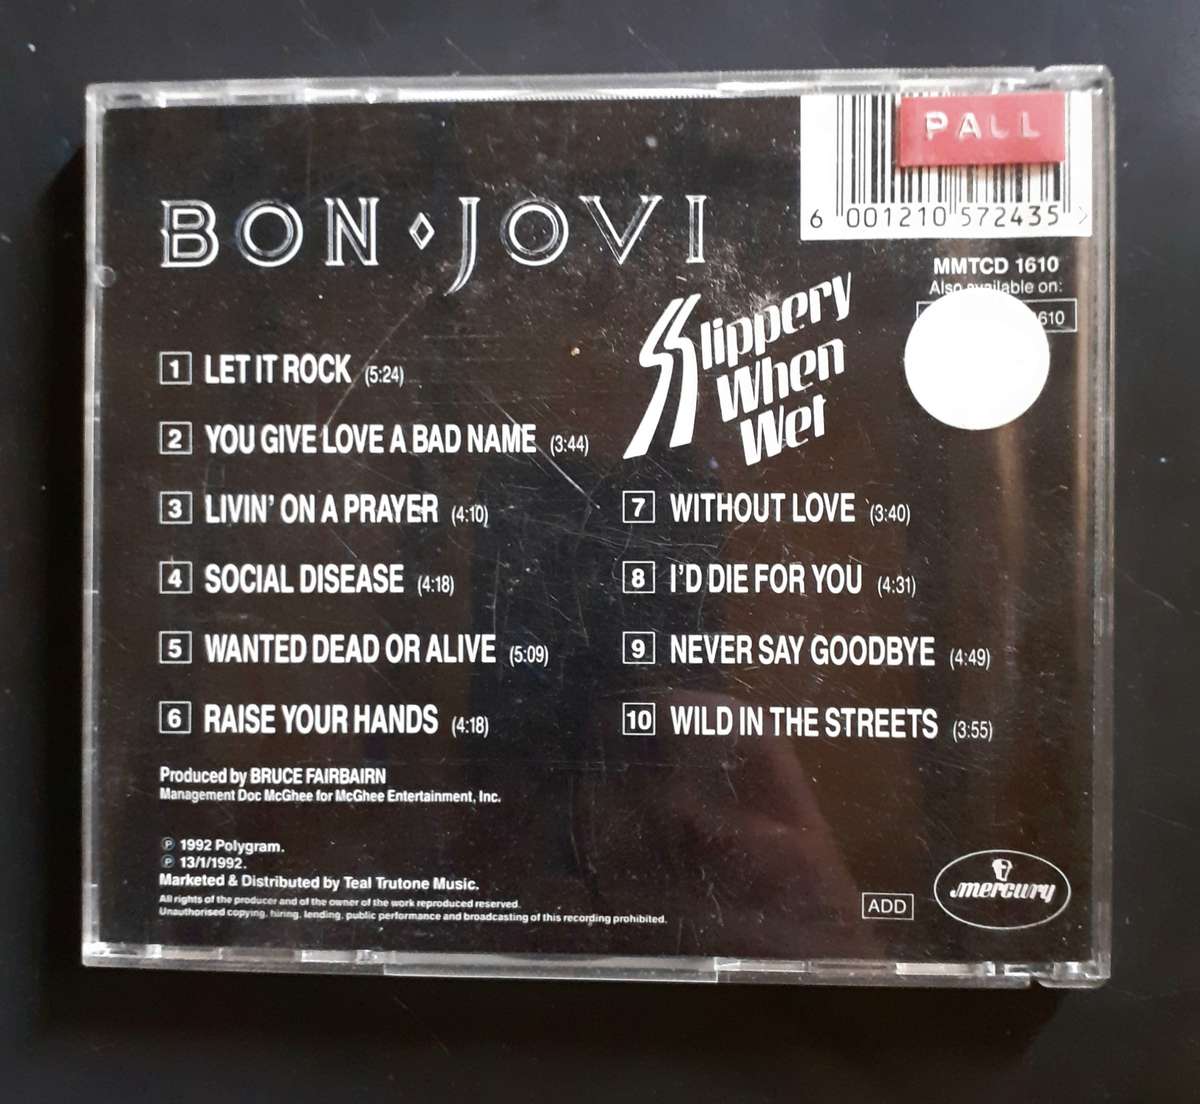 PALL
6 001210 572435 >
MMTCD 1610
Also available on:
610
BON JOVI
Slippery
When
Wet
1 LET IT ROCK (5:24)
2 YOU GIVE LOVE A BAD NAME (3:44)
3 LIVIN' ON A PRAYER (4:10)
4 SOCIAL DISEASE (4:18)
5 WANTED DEAD OR ALIVE (5:09)
6 RAISE YOUR HANDS (4:18)
7 WITHOUT LOVE (3:40)
8 I'D DIE FOR YOU (4:31)
9 NEVER SAY GOODBYE (4:49)
10 WILD IN THE STREETS (3:55)
Produced by BRUCE FAIRBAIRN
Management Doc McGhee for McGhee Entertainment, Inc.
℗ 1992 Polygram.
℗ 13/1/1992.
Marketed & Distributed by Teal Trutone Music.
All rights of the producer and of the owner of the work reproduced reserved.
Unauthorised copying, hiring, lending, public performance and broadcasting of this recording prohibited.
ADD
mercury